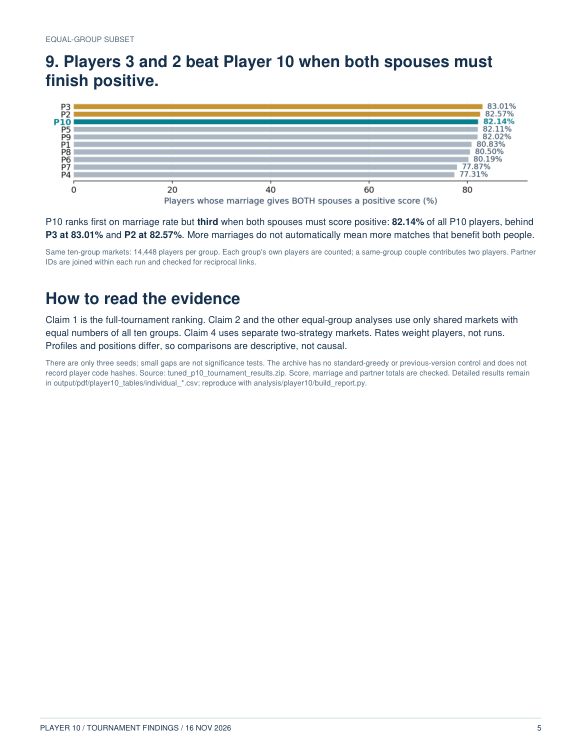 EQUAL-GROUP SUBSET
9. Players 3 and 2 beat Player 10 when both spouses must
finish positive.
P3 83.01%
P2 82.57%
P10 82.14%
P5 82.11%
P9 82.02%
P1 80.83%
P8 80.50%
P6 80.19%
P7 77.87%
P4 77.31%
0 20 40 60 80
Players whose marriage gives BOTH spouses a positive score (%)
P10 ranks first on marriage rate but third when both spouses must score positive: 82.14% of all P10 players, behind
P3 at 83.01% and P2 at 82.57%. More marriages do not automatically mean more matches that benefit both people.
Same ten-group markets: 14,448 players per group. Each group's own players are counted; a same-group couple contributes two players. Partner
IDs are joined within each run and checked for reciprocal links.
How to read the evidence
Claim 1 is the full-tournament ranking. Claim 2 and the other equal-group analyses use only shared markets with
equal numbers of all ten groups. Claim 4 uses separate two-strategy markets. Rates weight players, not runs.
Profiles and positions differ, so comparisons are descriptive, not causal.
There are only three seeds; small gaps are not significance tests. The archive has no standard-greedy or previous-version control and does not
record player code hashes. Source: tuned_p10_tournament_results.zip. Score, marriage and partner totals are checked. Detailed results remain
in output/pdf/player10_tables/individual_*.csv; reproduce with analysis/player10/build_report.py.
PLAYER 10 / TOURNAMENT FINDINGS / 16 NOV 2026 5